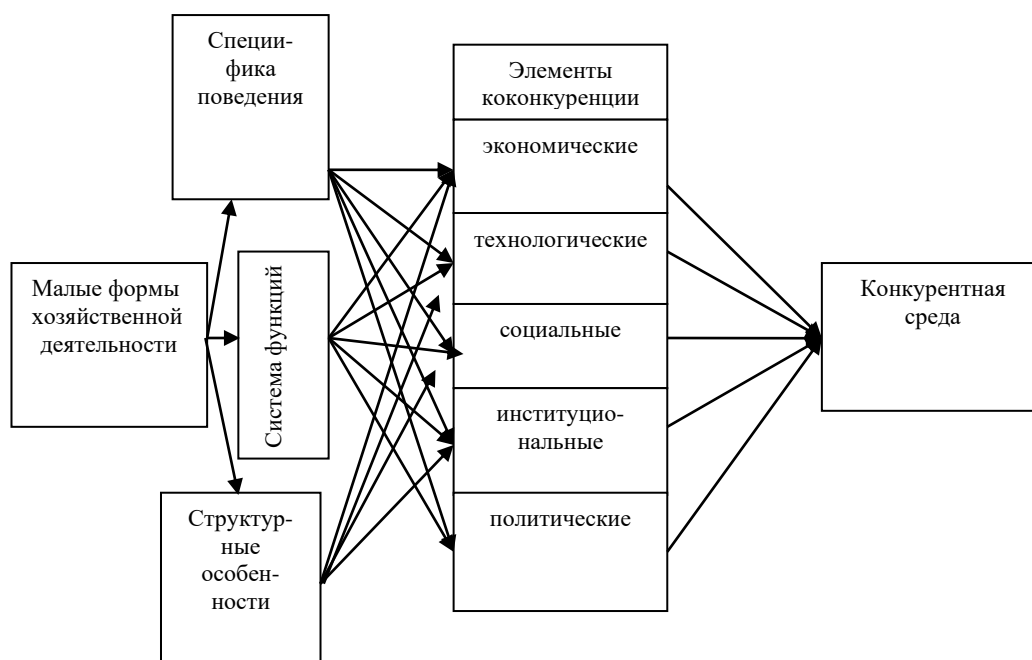 Специи-
фика
поведения
Элементы
коконкуренции
экономические
технологические
социальные
институцио-
нальные
политические
Малые формы
хозяйственной
деятельности
Система функций
Структур-
ные
особен-
ности
Конкурентная
среда